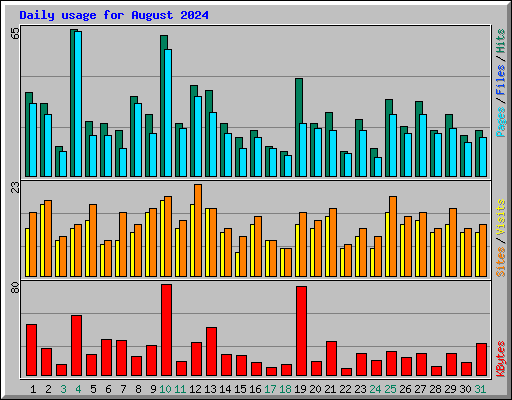 Daily usage for August 2024
65
23
80
Pages / Files / Hits
Sites / Visits
KBytes
1 2 3 4 5 6 7 8 9 10 11 12 13 14 15 16 17 18 19 20 21 22 23 24 25 26 27 28 29 30 31